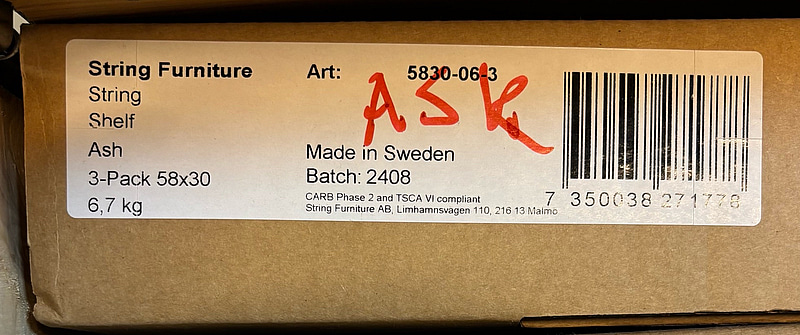 String Furniture
String
Shelf
Ash
3-Pack 58x30
6,7 kg
Art: 5830-06-3
ASK
Made in Sweden
Batch: 2408
CARB Phase 2 and TSCA VI compliant
String Furniture AB, Limhamnsvagen 110, 216 13 Malmö
7 350038 271778